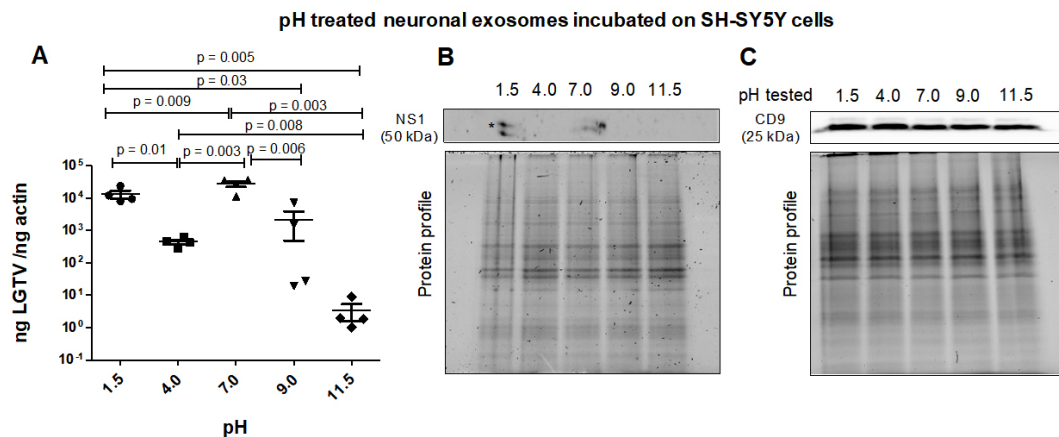 pH treated neuronal exosomes incubated on SH-SY5Y cells
A
p = 0.005
p = 0.03
p = 0.009
p = 0.003
p = 0.008
p = 0.01
p = 0.003
p = 0.006
ng LGTV /ng actin
10^5
10^4
10^3
10^2
10^1
10^0
10^-1
1.5
4.0
7.0
9.0
11.5
pH
B
1.5 4.0 7.0 9.0 11.5
NS1
(50 kDa)
*
Protein profile
C
pH tested 1.5 4.0 7.0 9.0 11.5
CD9
(25 kDa)
Protein profile